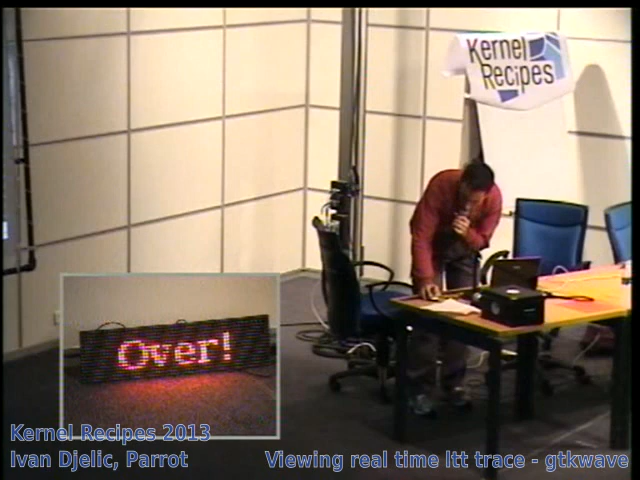 Kernel
Recipes
Over!
Kernel Recipes 2013
Ivan Djelic, Parrot
Viewing real time ltt trace - gtkwave